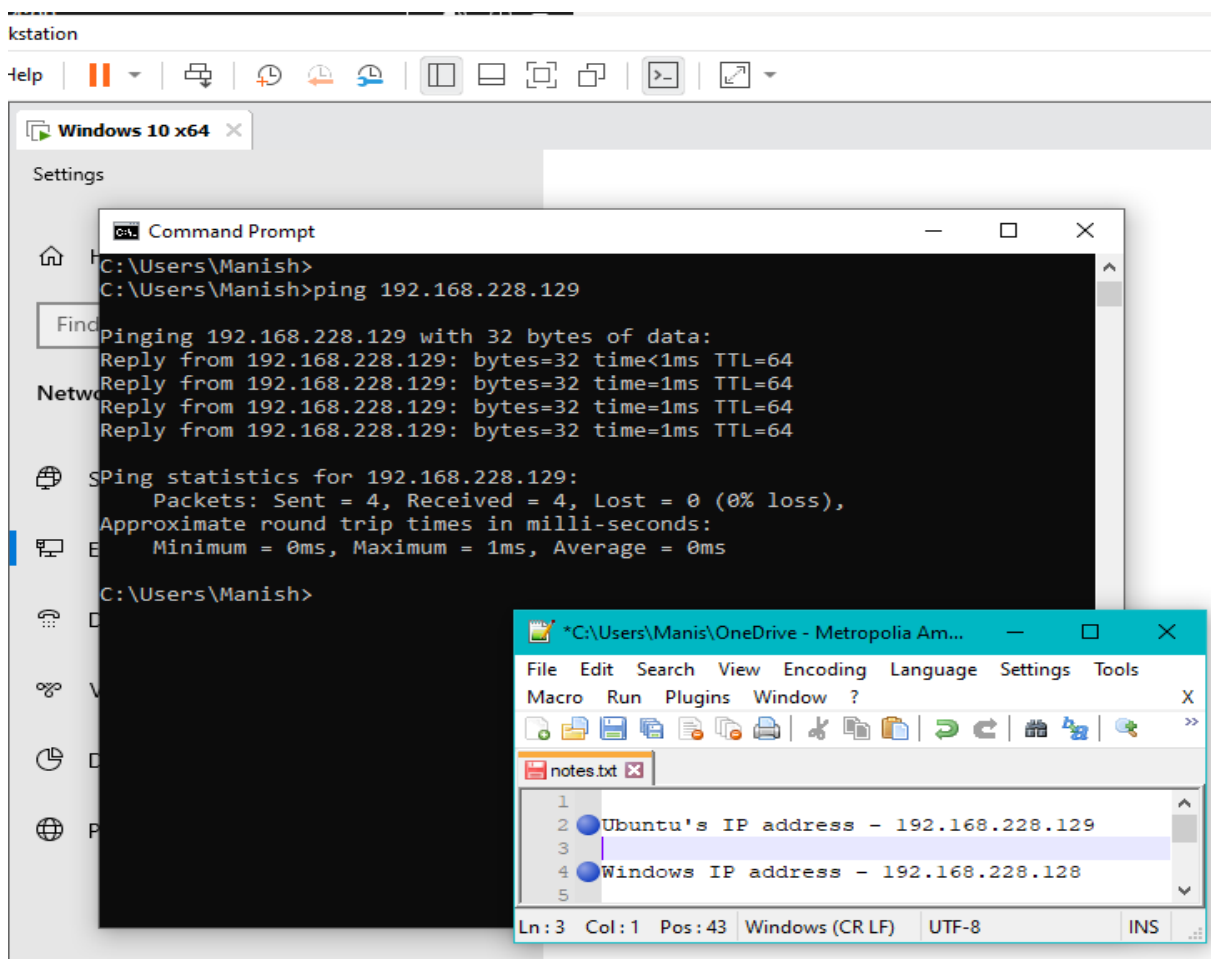 kstation
Help
Windows 10 x64
Settings
Command Prompt
H
C:\Users\Manish>
C:\Users\Manish>ping 192.168.228.129
Find
Pinging 192.168.228.129 with 32 bytes of data:
Reply from 192.168.228.129: bytes=32 time<1ms TTL=64
Netwo
Reply from 192.168.228.129: bytes=32 time=1ms TTL=64
Reply from 192.168.228.129: bytes=32 time=1ms TTL=64
Reply from 192.168.228.129: bytes=32 time=1ms TTL=64
S
Ping statistics for 192.168.228.129:
Packets: Sent = 4, Received = 4, Lost = 0 (0% loss),
Approximate round trip times in milli-seconds:
E
Minimum = 0ms, Maximum = 1ms, Average = 0ms
C:\Users\Manish>
D
V
D
P
*C:\Users\Manis\OneDrive - Metropolia Am...
File Edit Search View Encoding Language Settings Tools
Macro Run Plugins Window ? X
notes.txt
1
2 Ubuntu's IP address - 192.168.228.129
3
4 Windows IP address - 192.168.228.128
5
Ln : 3 Col : 1 Pos : 43 Windows (CR LF) UTF-8 INS